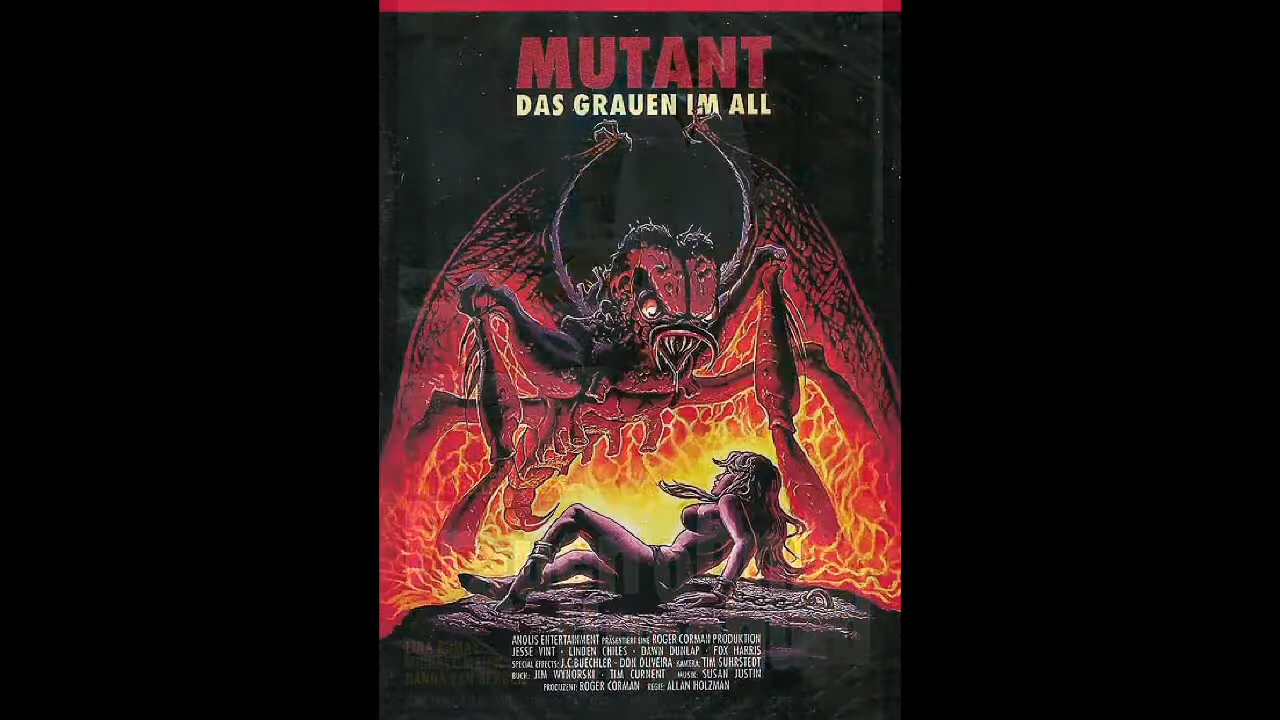 MUTANT
DAS GRAUEN IM ALL
ANOLIS ENTERTAINMENT PRÄSENTIERT EINE ROGER CORMAN PRODUKTION
JESSE VINT · LINDEN CHILES · DAWN DUNLAP · FOX HARRIS
SPECIAL EFFECTS: J.C.BUECHLER · DON OLIVEIRA KAMERA: TIM SUHRSTEDT
BUCH: JIM WYNORSKI · TIM CURNENT MUSIK: SUSAN JUSTIN
PRODUZENT: ROGER CORMAN REGIE: ALLAN HOLZMAN